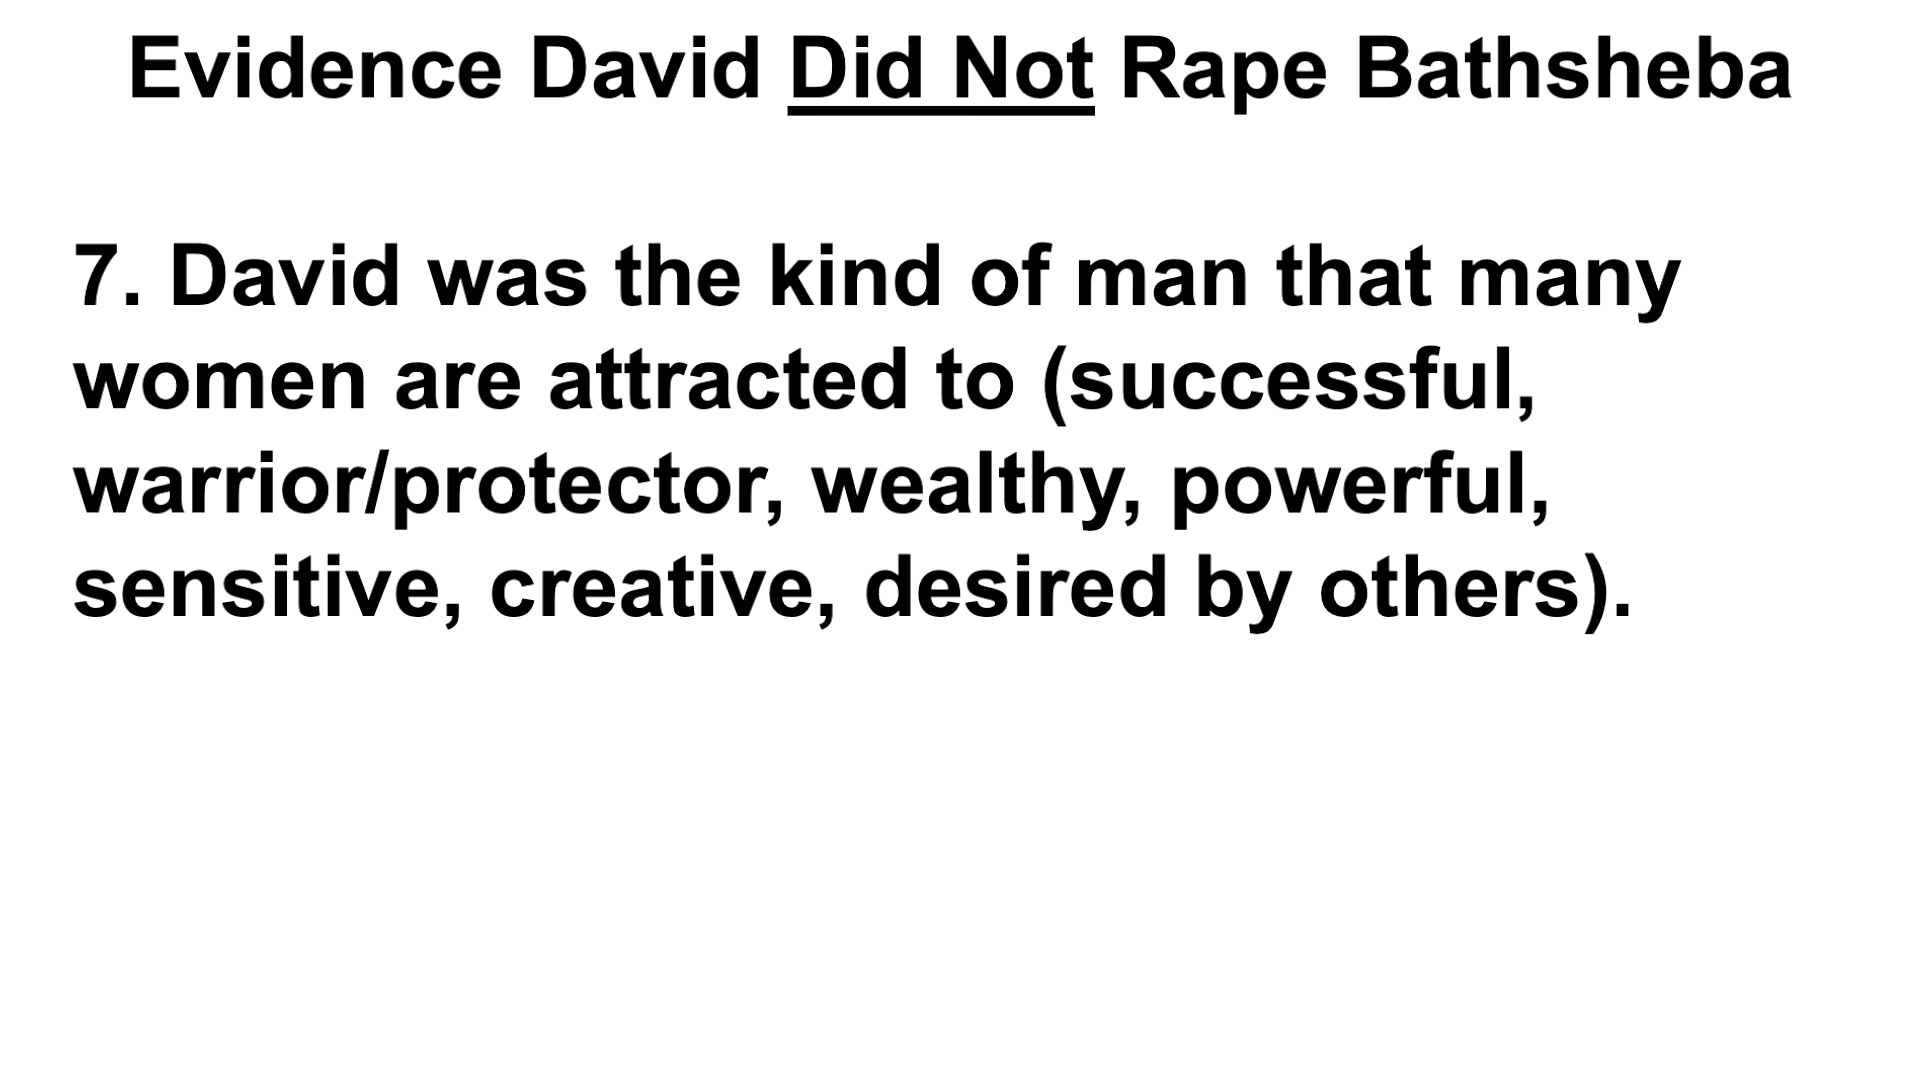 Evidence David Did Not Rape Bathsheba
7. David was the kind of man that many
women are attracted to (successful,
warrior/protector, wealthy, powerful,
sensitive, creative, desired by others).